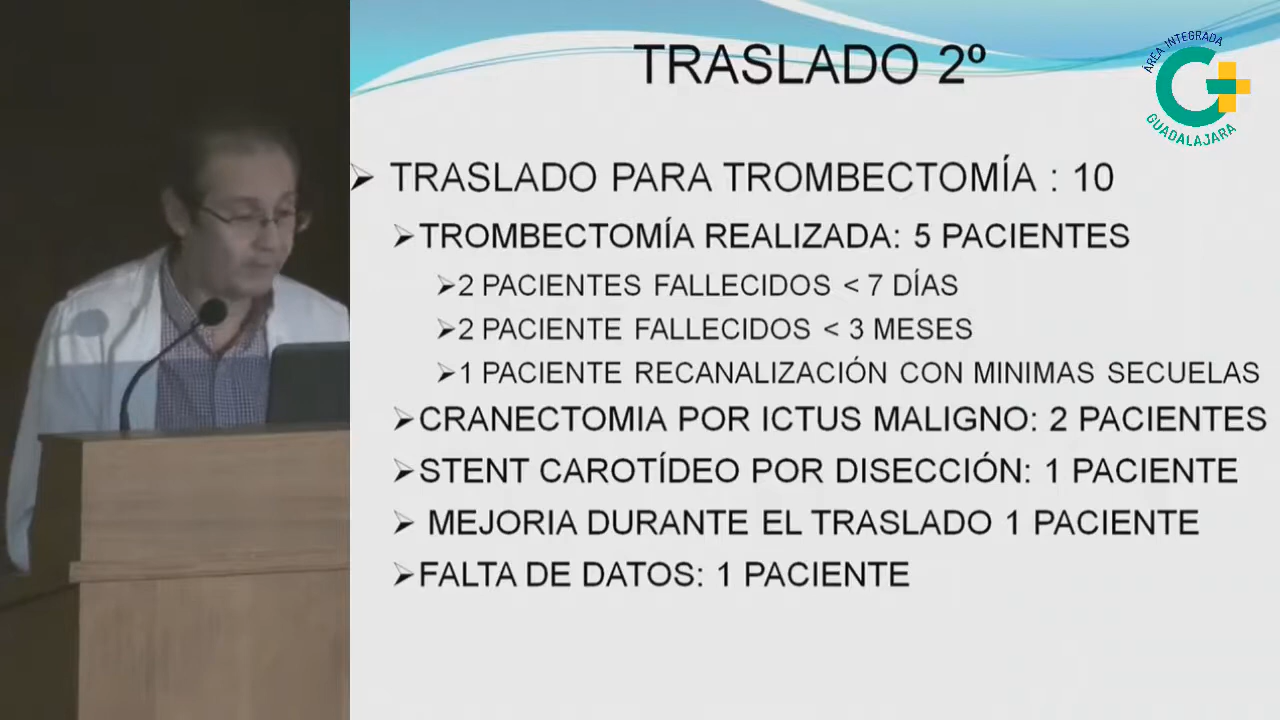 TRASLADO 2º
ÁREA INTEGRADA
GUADALAJARA
TRASLADO PARA TROMBECTOMÍA : 10
TROMBECTOMÍA REALIZADA: 5 PACIENTES
2 PACIENTES FALLECIDOS < 7 DÍAS
2 PACIENTE FALLECIDOS < 3 MESES
1 PACIENTE RECANALIZACIÓN CON MINIMAS SECUELAS
CRANECTOMIA POR ICTUS MALIGNO: 2 PACIENTES
STENT CAROTÍDEO POR DISECCIÓN: 1 PACIENTE
MEJORIA DURANTE EL TRASLADO 1 PACIENTE
FALTA DE DATOS: 1 PACIENTE